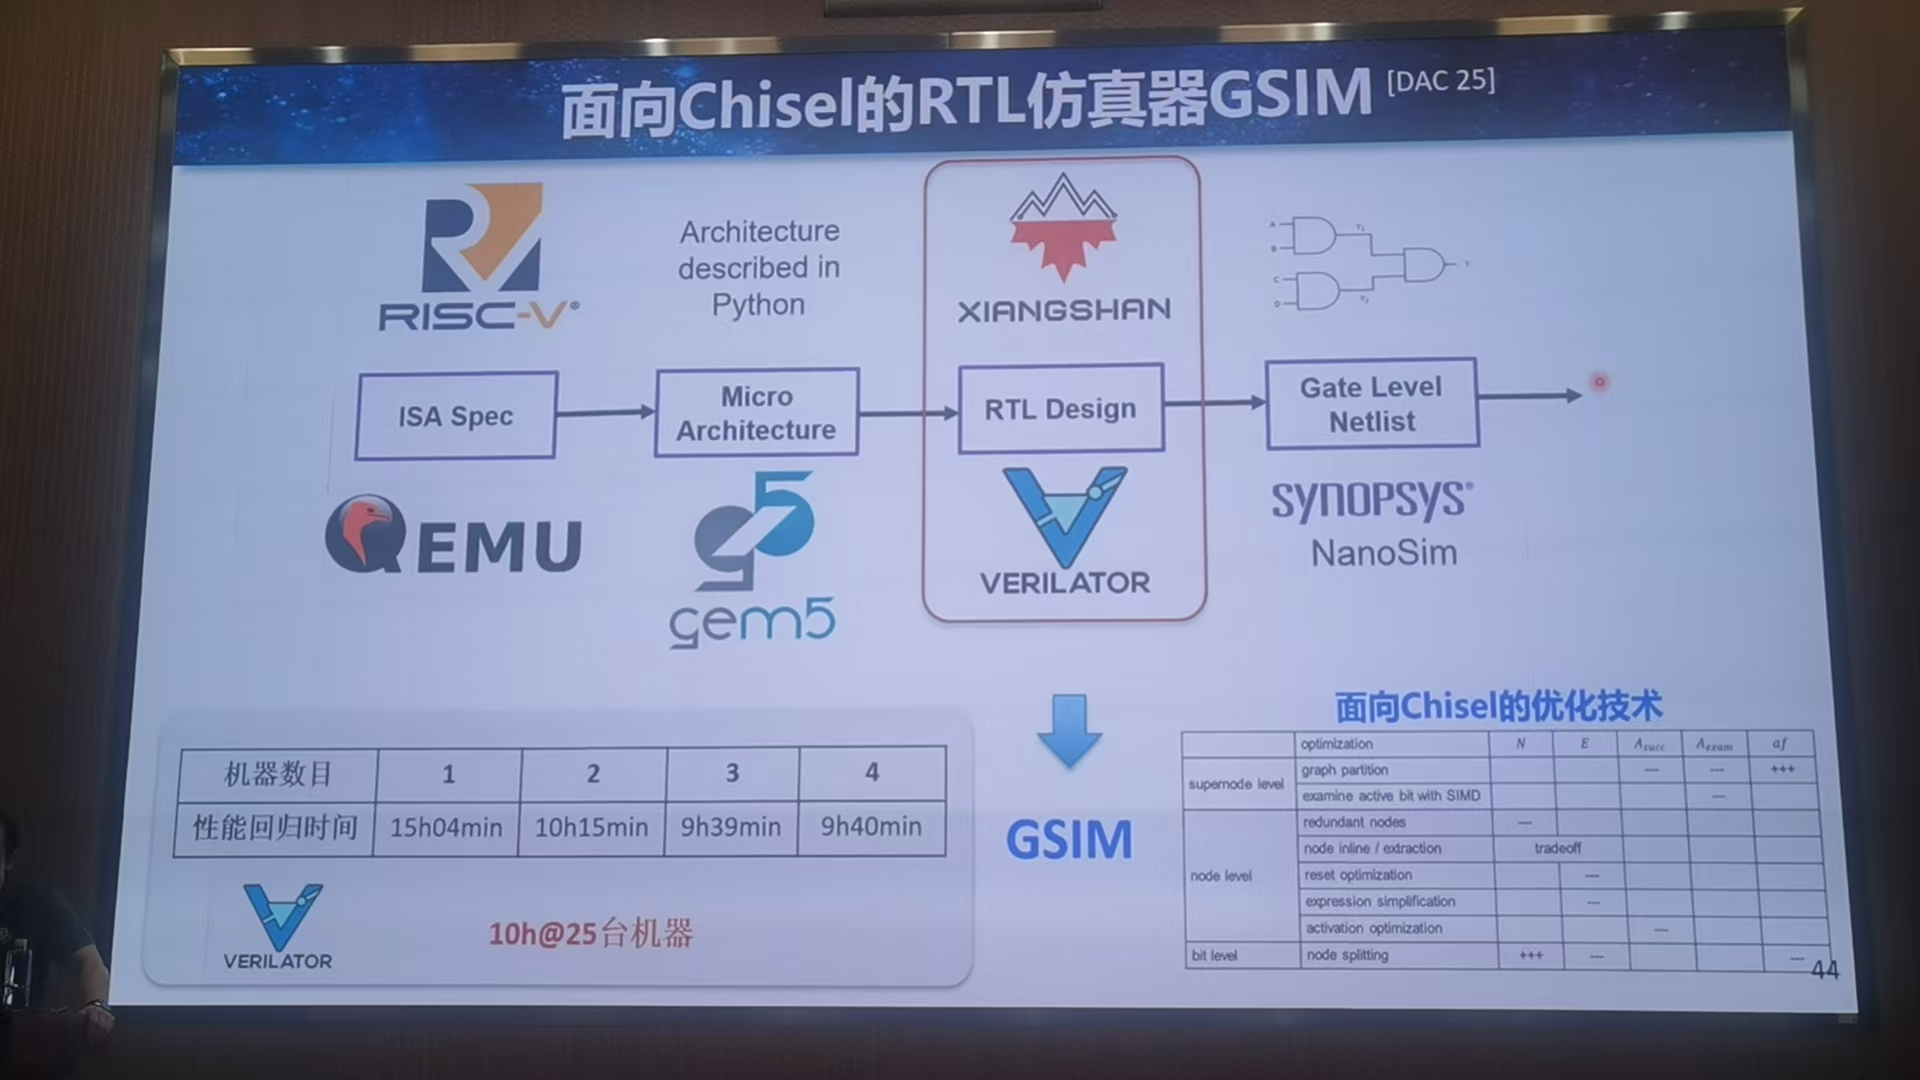 面向Chisel的RTL仿真器GSIM [DAC 25]
RISC-V®
Architecture
described in
Python
XIANGSHAN
A
B
C
D
Y₁
Y₂
Y
ISA Spec
Micro
Architecture
RTL Design
Gate Level
Netlist
QEMU
g5
gem5
VERILATOR
SYNOPSYS®
NanoSim
机器数目 1 2 3 4
性能回归时间 15h04min 10h15min 9h39min 9h40min
VERILATOR
10h@25台机器
GSIM
面向Chisel的优化技术
optimization N E Asucc Aexam af
supernode level
graph partition — — +++
examine active bit with SIMD —
node level
redundant nodes —
node inline / extraction tradeoff
reset optimization —
expression simplification —
activation optimization —
bit level node splitting +++ — —
44